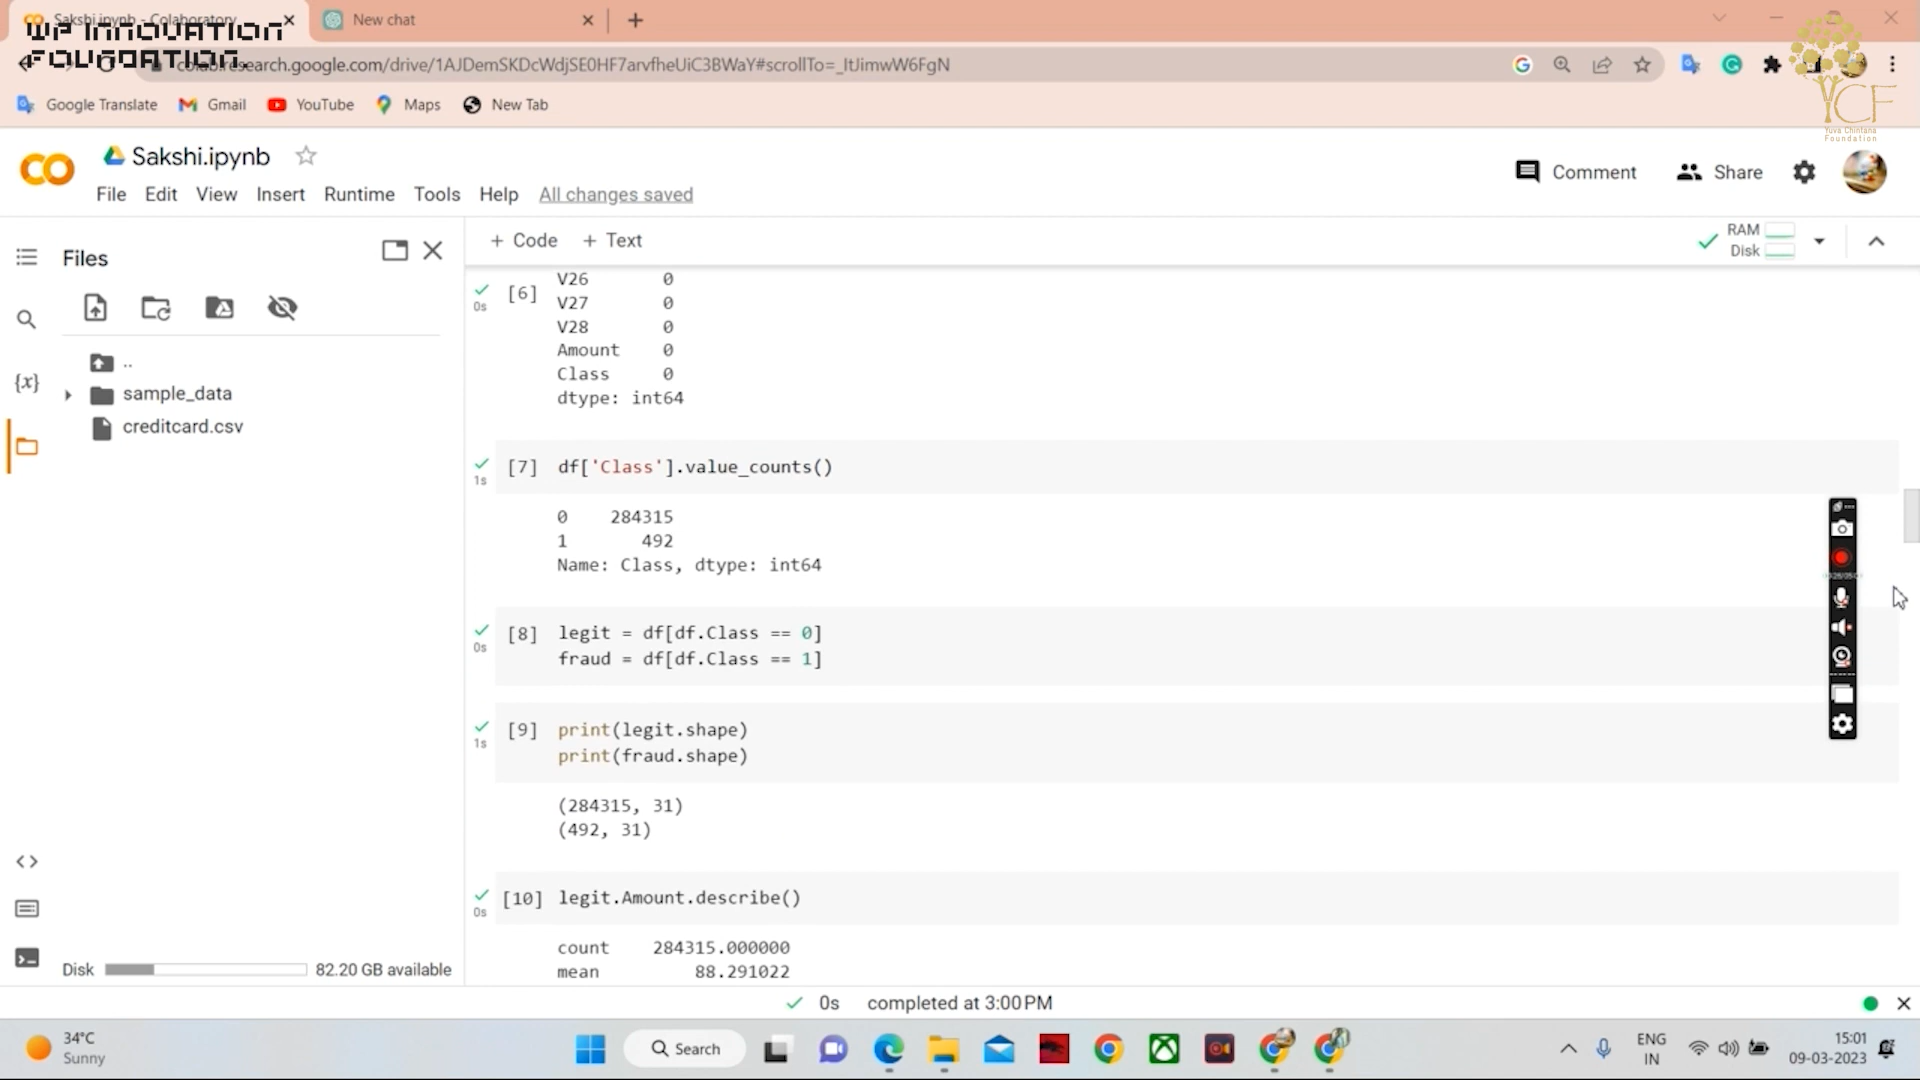 Sakshi.ipynb - Colaboratory
New chat
WP INNOVATION
FOUNDATION.
colab.research.google.com/drive/1AJDemSKDcWdjSE0HF7arvfheUiC3BWaY#scrollTo=_ltUimwW6FgN
Google Translate
Gmail
YouTube
Maps
New Tab
YCF
Yuva Chintana
Foundation
CO
Sakshi.ipynb
Comment
Share
File
Edit
View
Insert
Runtime
Tools
Help
All changes saved
Files
+ Code
+ Text
RAM
Disk
..
sample_data
creditcard.csv
{x}
[6]
0s
V26 0
V27 0
V28 0
Amount 0
Class 0
dtype: int64
[7] df['Class'].value_counts()
1s
0 284315
1 492
Name: Class, dtype: int64
[8] legit = df[df.Class == 0]
0s
fraud = df[df.Class == 1]
[9] print(legit.shape)
1s
print(fraud.shape)
(284315, 31)
(492, 31)
[10] legit.Amount.describe()
0s
count 284315.000000
mean 88.291022
Disk
82.20 GB available
0s completed at 3:00 PM
34°C
Sunny
Search
ENG
IN
15:01
09-03-2023